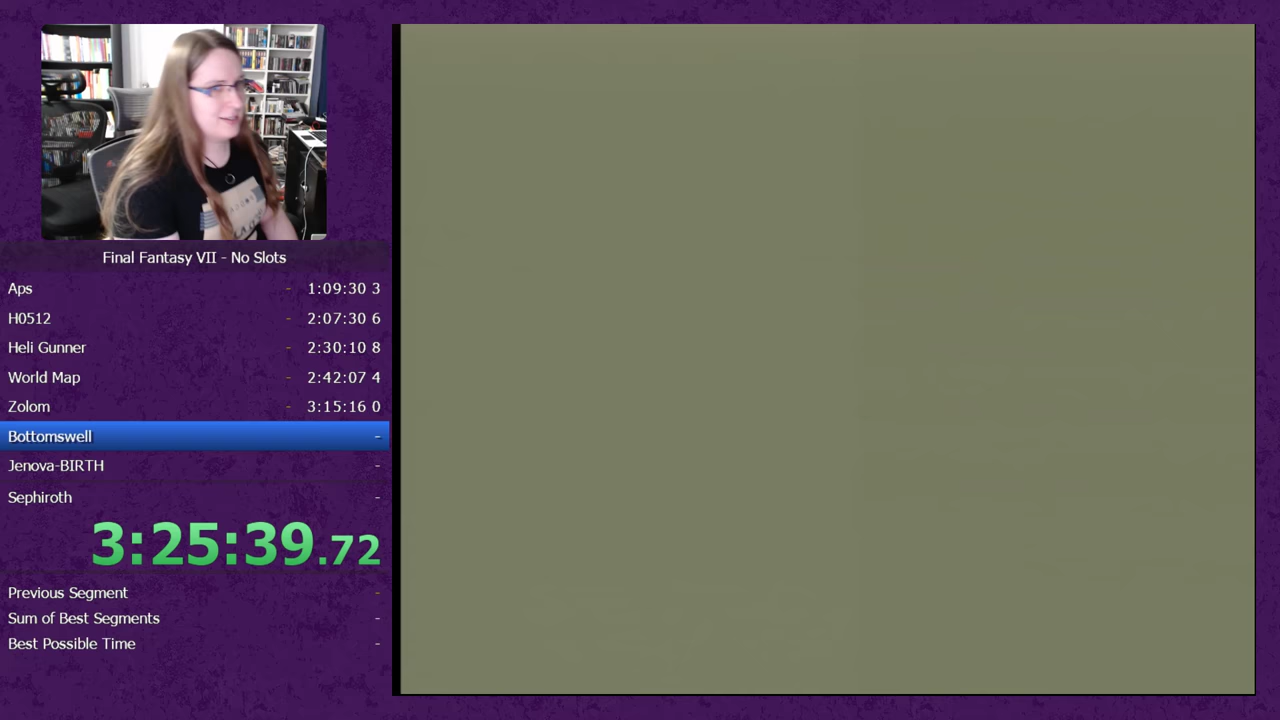 Final Fantasy VII - No Slots
Aps - 1:09:30 3
H0512 - 2:07:30 6
Heli Gunner - 2:30:10 8
World Map - 2:42:07 4
Zolom - 3:15:16 0
Bottomswell -
Jenova-BIRTH -
Sephiroth -
3:25:39.72
Previous Segment -
Sum of Best Segments -
Best Possible Time -